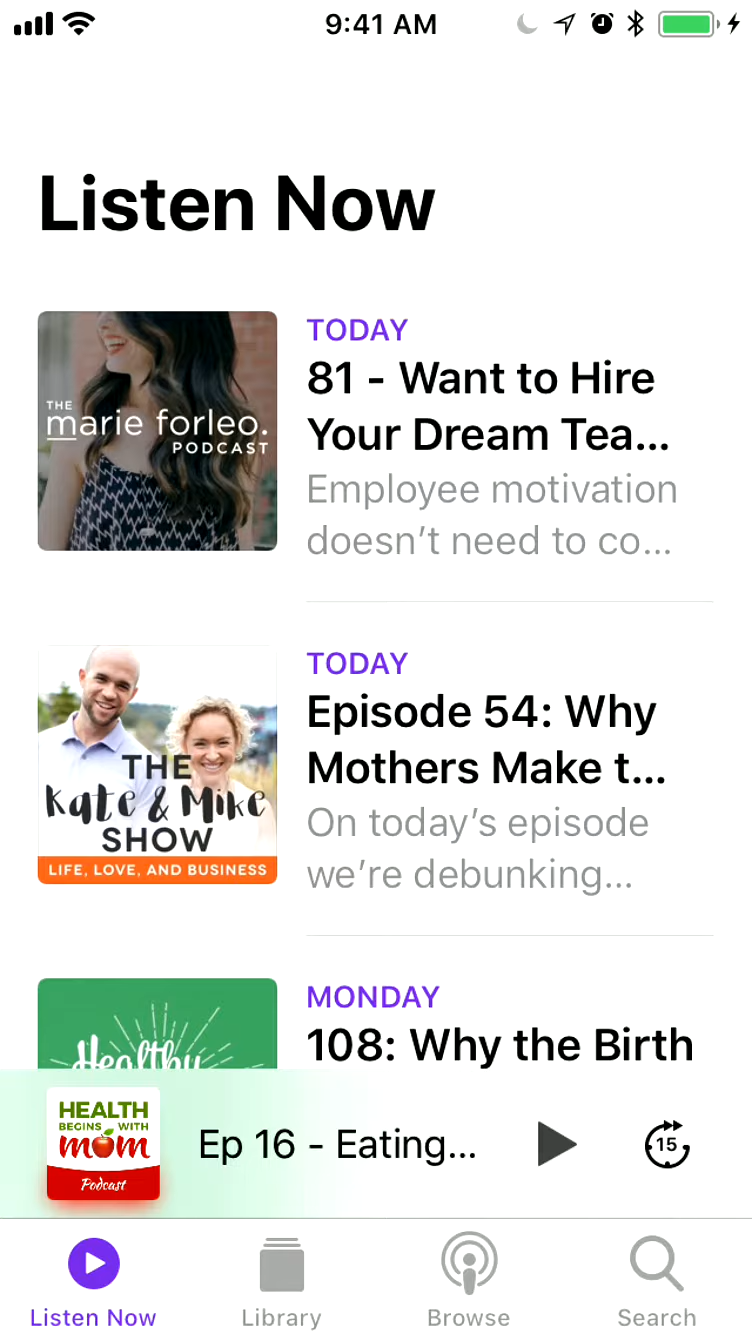 9:41 AM
Listen Now
THE
marie forleo.
PODCAST
TODAY
81 - Want to Hire
Your Dream Tea...
Employee motivation
doesn't need to co...
THE
Kate & Mike
SHOW
LIFE, LOVE, AND BUSINESS
TODAY
Episode 54: Why
Mothers Make t...
On today's episode
we're debunking...
Healthy
MONDAY
108: Why the Birth
HEALTH
BEGINS WITH
mom
Podcast
Ep 16 - Eating...
15
Listen Now
Library
Browse
Search